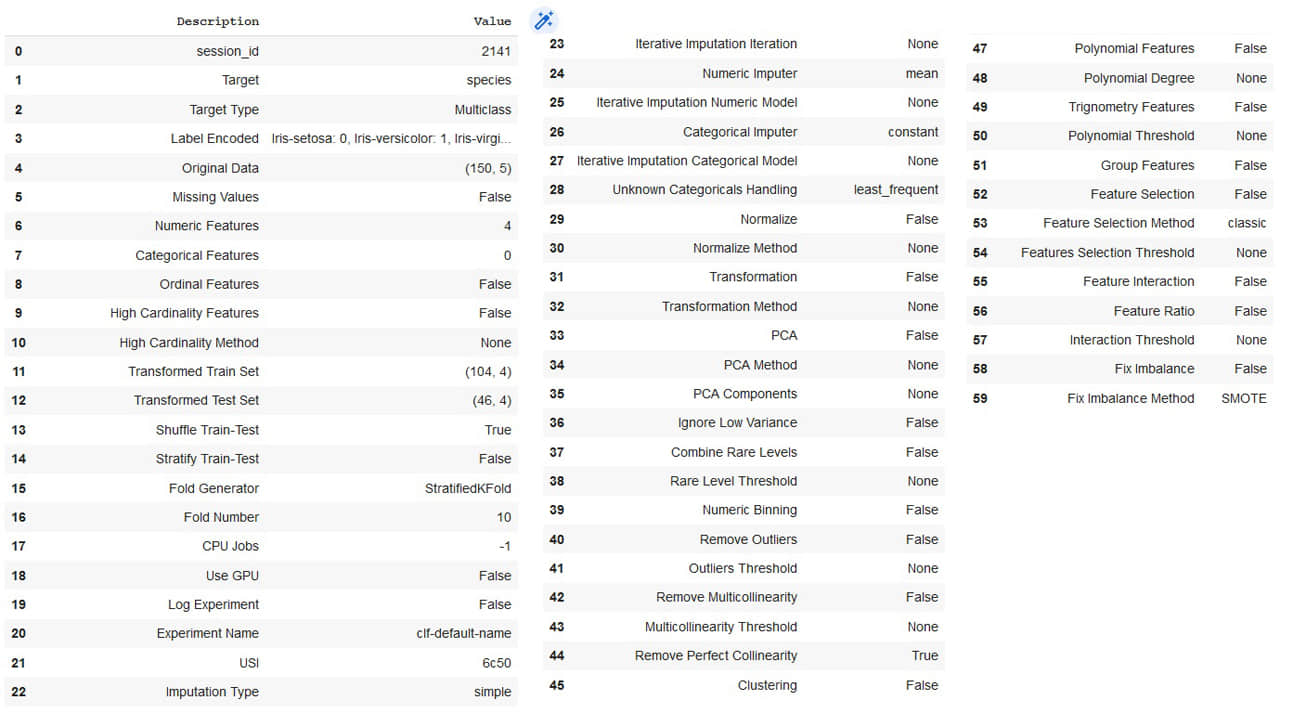 Description Value
0 session_id 2141
1 Target species
2 Target Type Multiclass
3 Label Encoded Iris-setosa: 0, Iris-versicolor: 1, Iris-virgi...
4 Original Data (150, 5)
5 Missing Values False
6 Numeric Features 4
7 Categorical Features 0
8 Ordinal Features False
9 High Cardinality Features False
10 High Cardinality Method None
11 Transformed Train Set (104, 4)
12 Transformed Test Set (46, 4)
13 Shuffle Train-Test True
14 Stratify Train-Test False
15 Fold Generator StratifiedKFold
16 Fold Number 10
17 CPU Jobs -1
18 Use GPU False
19 Log Experiment False
20 Experiment Name clf-default-name
21 USI 6c50
22 Imputation Type simple
23 Iterative Imputation Iteration None
24 Numeric Imputer mean
25 Iterative Imputation Numeric Model None
26 Categorical Imputer constant
27 Iterative Imputation Categorical Model None
28 Unknown Categoricals Handling least_frequent
29 Normalize False
30 Normalize Method None
31 Transformation False
32 Transformation Method None
33 PCA False
34 PCA Method None
35 PCA Components None
36 Ignore Low Variance False
37 Combine Rare Levels False
38 Rare Level Threshold None
39 Numeric Binning False
40 Remove Outliers False
41 Outliers Threshold None
42 Remove Multicollinearity False
43 Multicollinearity Threshold None
44 Remove Perfect Collinearity True
45 Clustering False
47 Polynomial Features False
48 Polynomial Degree None
49 Trignometry Features False
50 Polynomial Threshold None
51 Group Features False
52 Feature Selection False
53 Feature Selection Method classic
54 Features Selection Threshold None
55 Feature Interaction False
56 Feature Ratio False
57 Interaction Threshold None
58 Fix Imbalance False
59 Fix Imbalance Method SMOTE